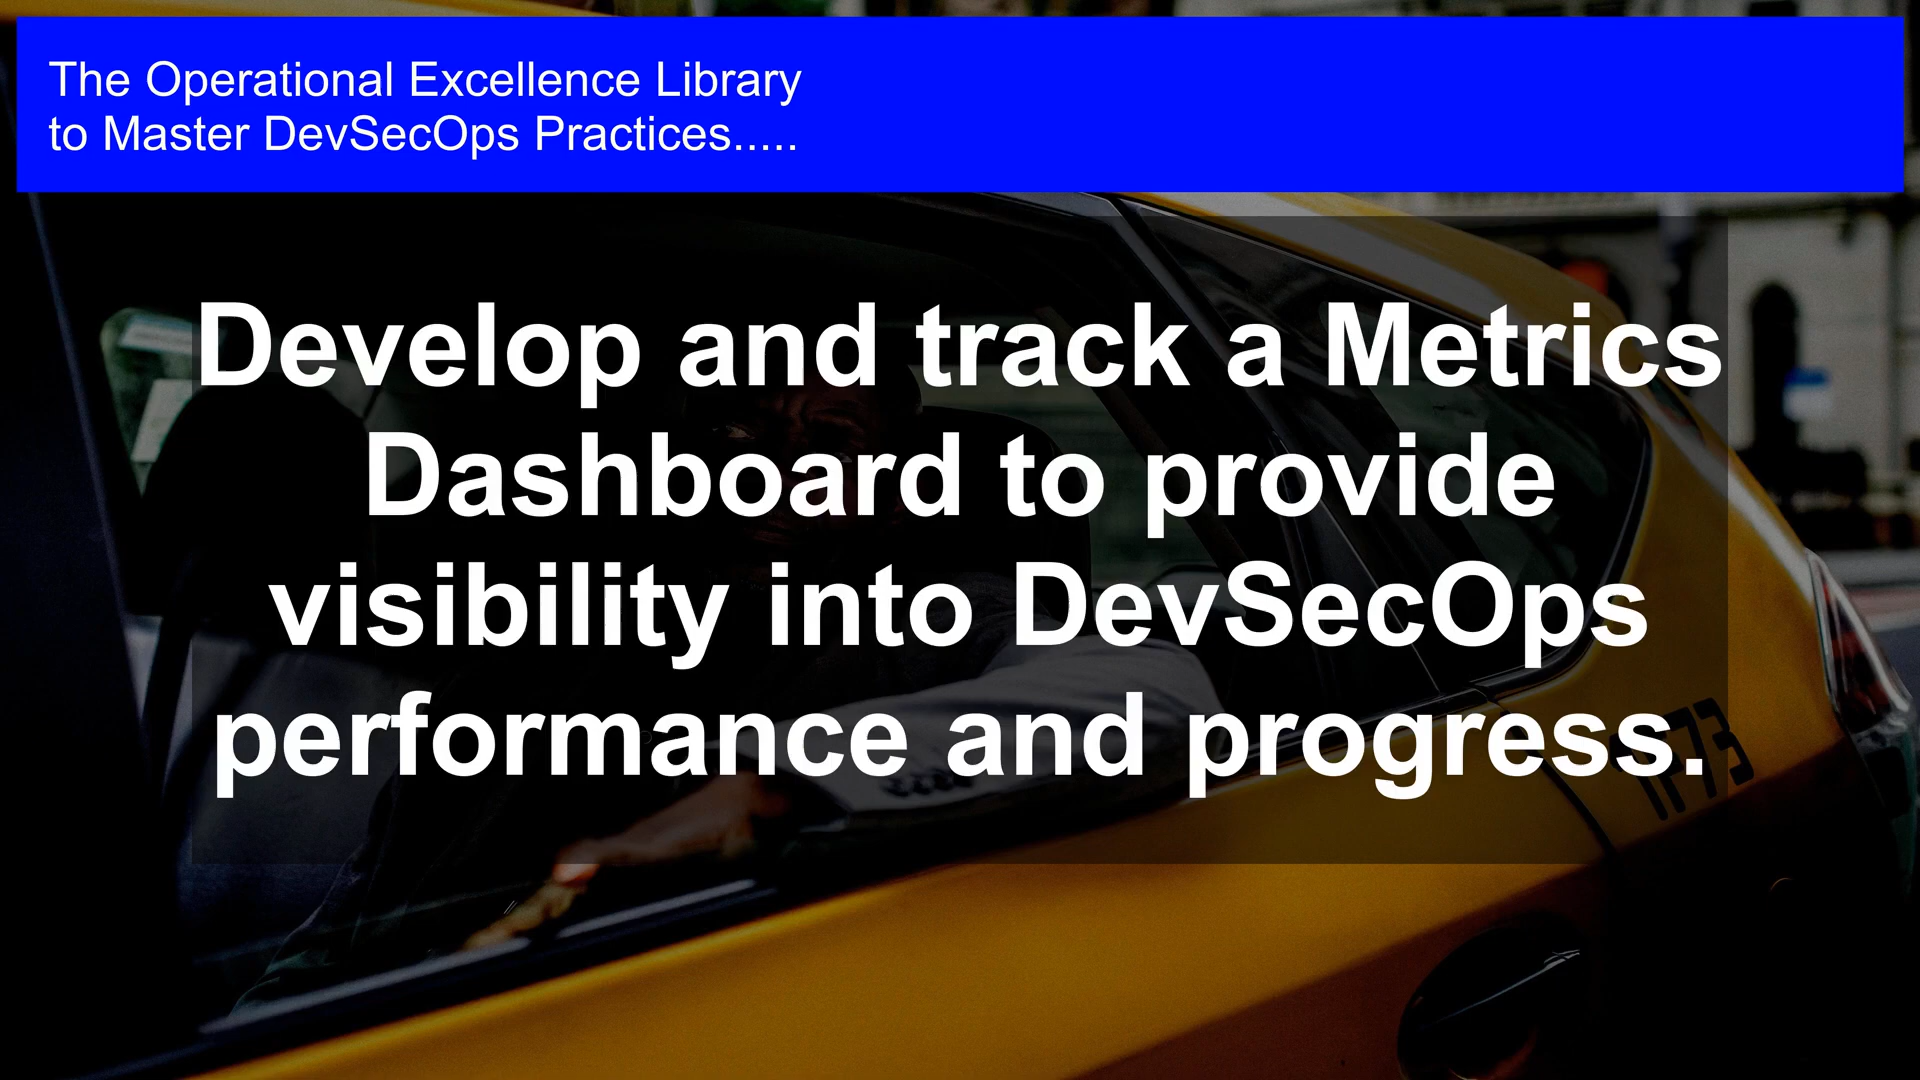 The Operational Excellence Library
to Master DevSecOps Practices.....
Develop and track a Metrics
Dashboard to provide
visibility into DevSecOps
performance and progress.